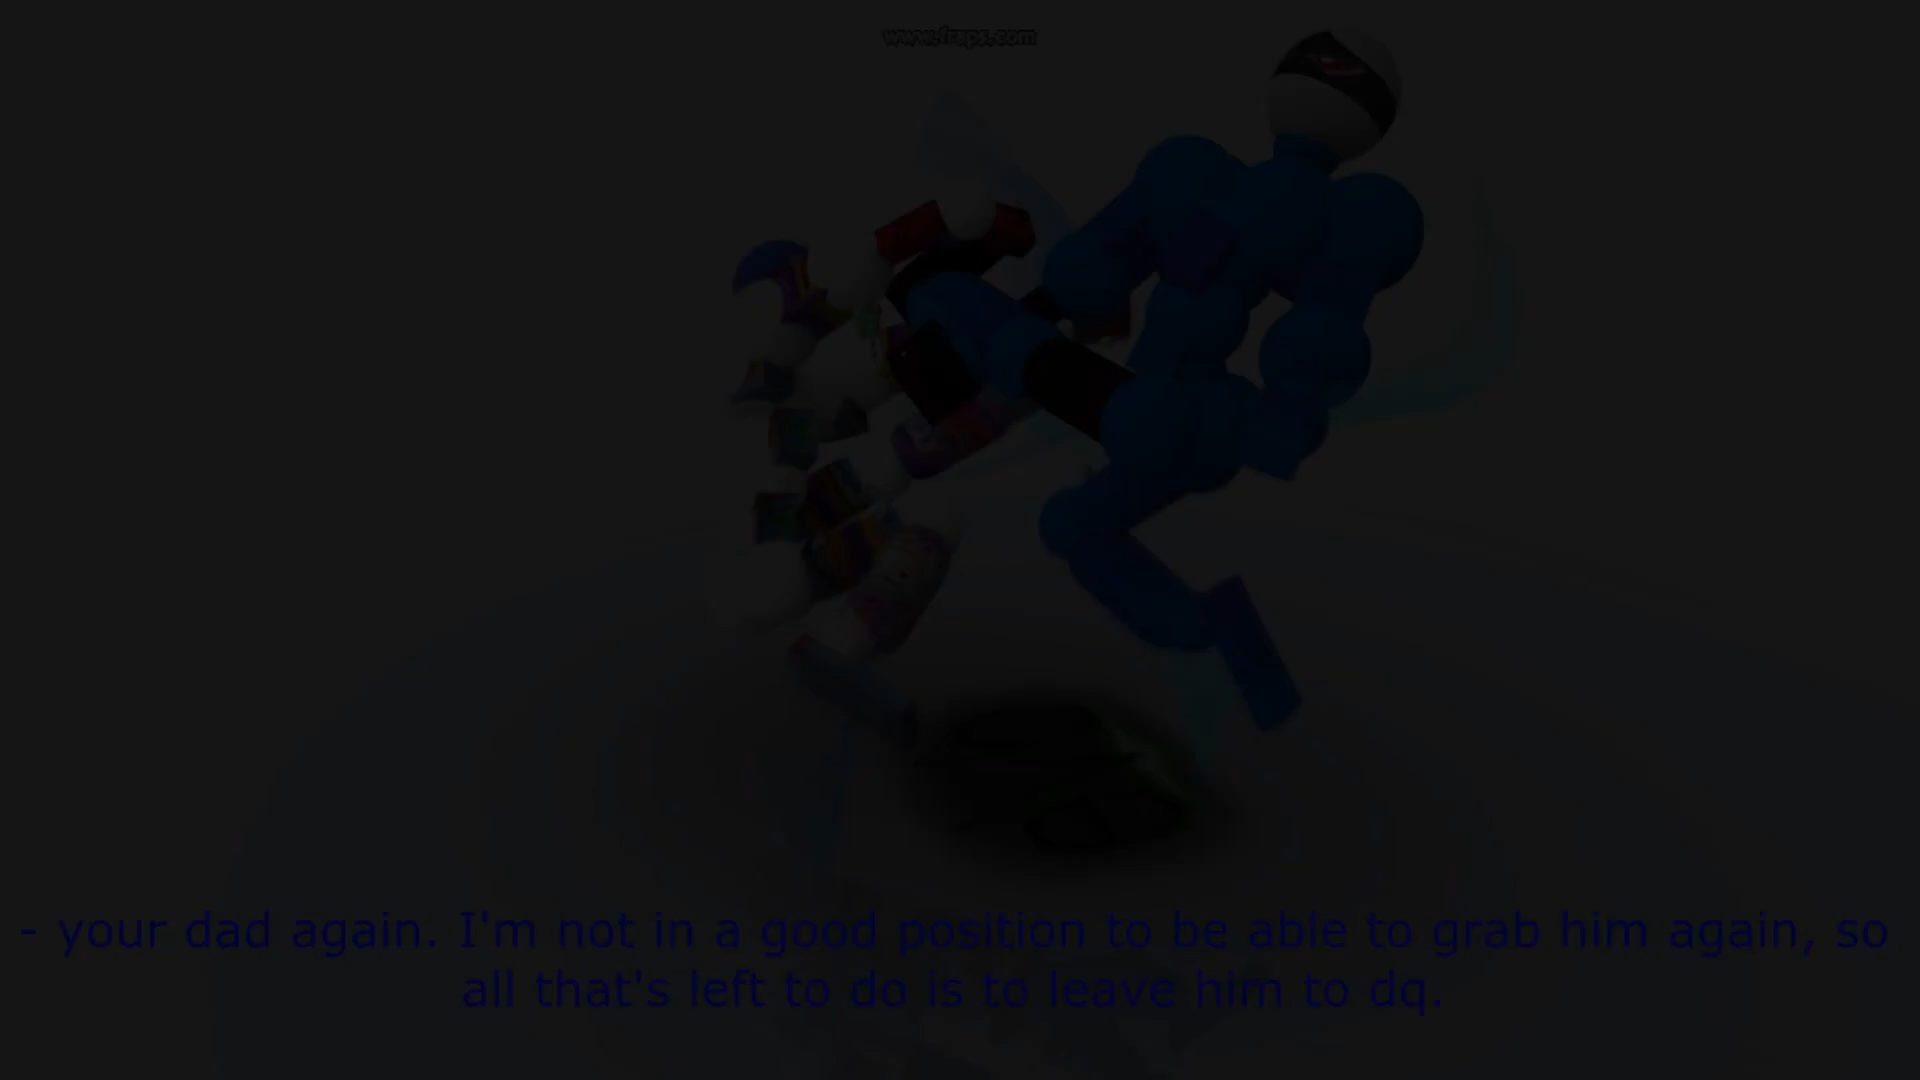 www.fraps.com
- your dad again. I'm not in a good position to be able to grab him again, so
all that's left to do is to leave him to dq.